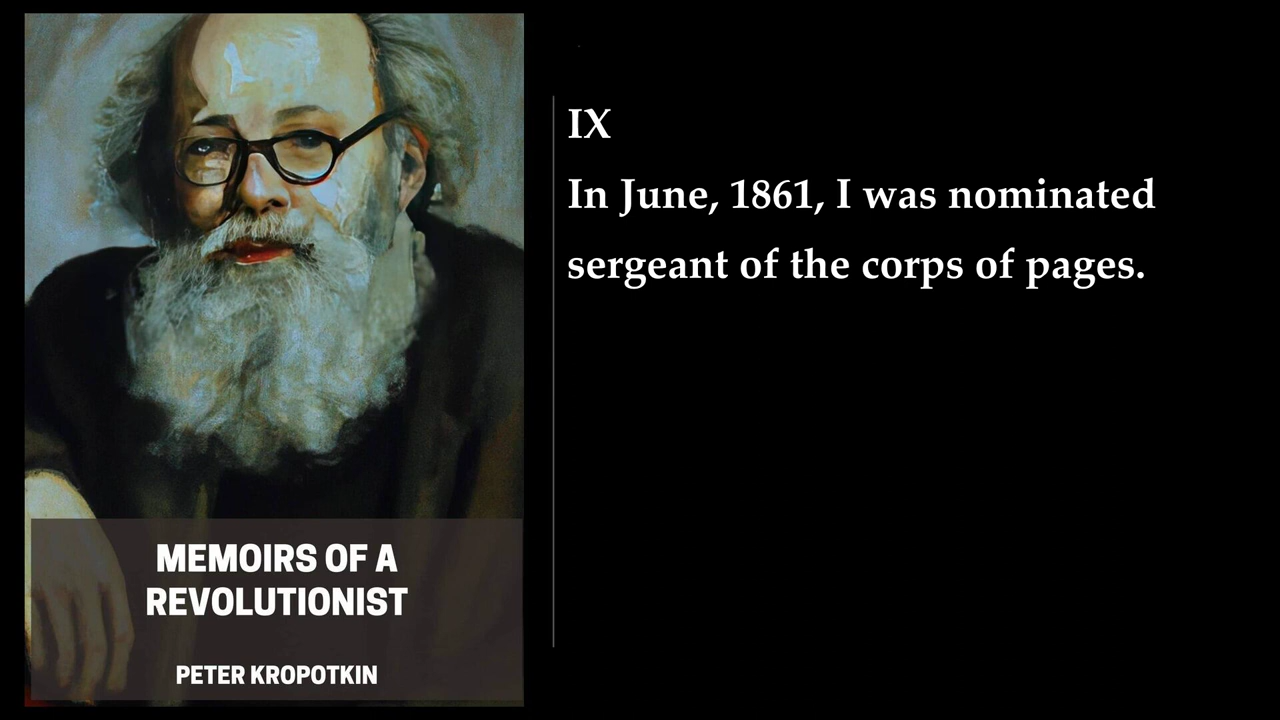 MEMOIRS OF A
REVOLUTIONIST
PETER KROPOTKIN
IX
In June, 1861, I was nominated
sergeant of the corps of pages.